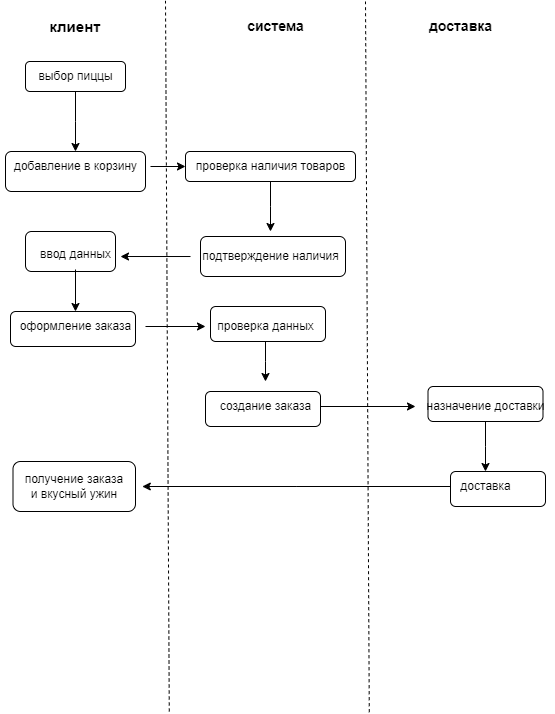 клиент
система
доставка
выбор пиццы
добавление в корзину
проверка наличия товаров
ввод данных
подтверждение наличия
оформление заказа
проверка данных
создание заказа
назначение доставки
получение заказа
и вкусный ужин
доставка